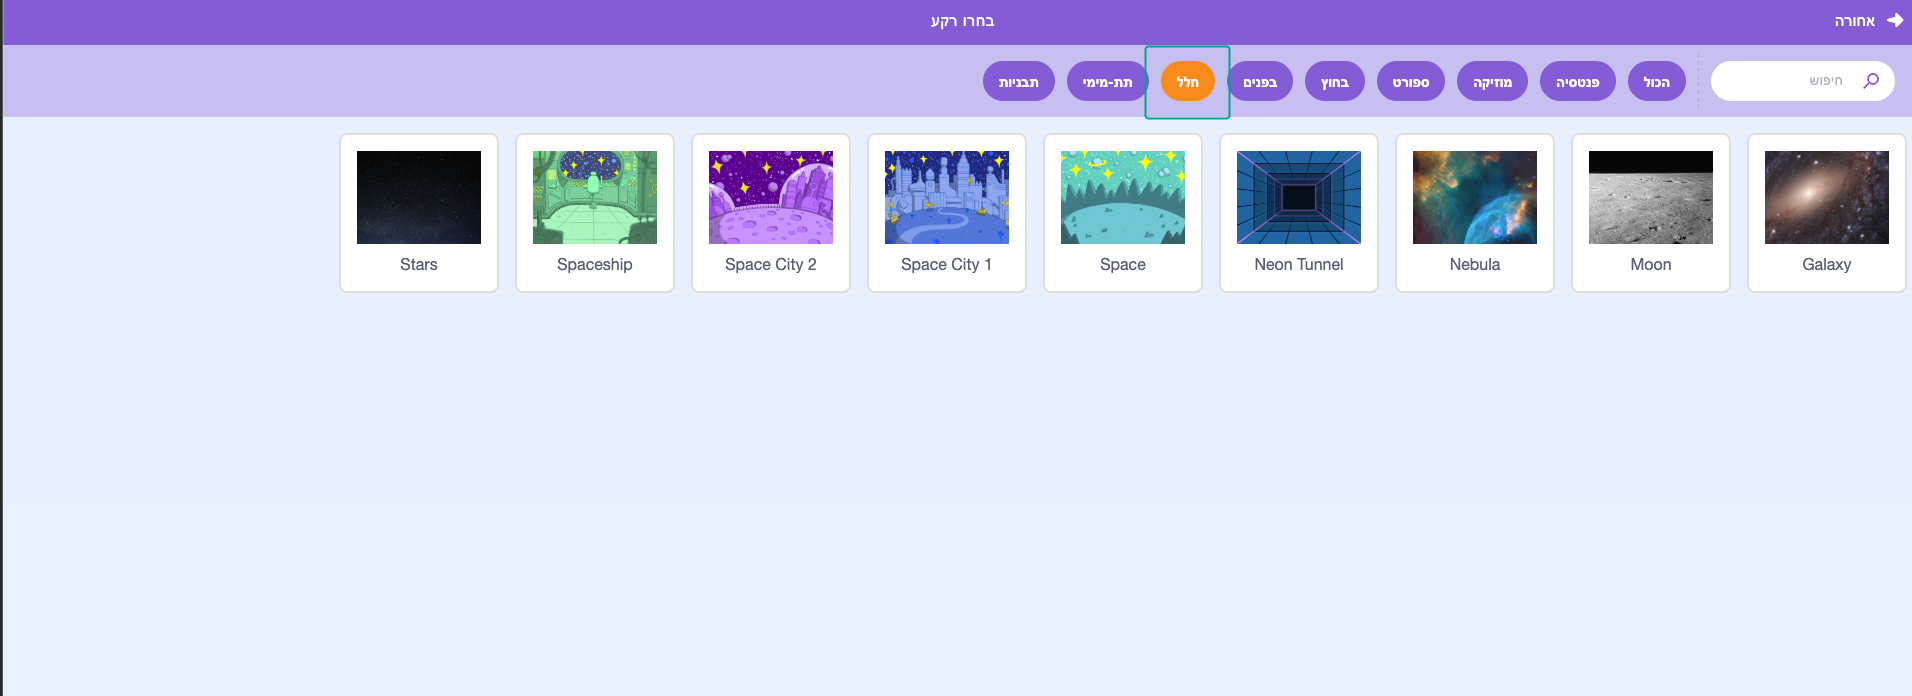 אחורה
בחרו רקע
חיפוש
הכול פנטסיה מוזיקה ספורט בחוץ בפנים חלל תת-מימי תבניות
Galaxy Moon Nebula Neon Tunnel Space Space City 1 Space City 2 Spaceship Stars